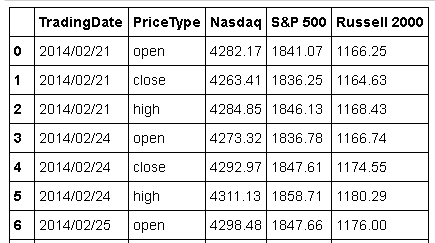 TradingDate PriceType Nasdaq S&P 500 Russell 2000
0 2014/02/21 open 4282.17 1841.07 1166.25
1 2014/02/21 close 4263.41 1836.25 1164.63
2 2014/02/21 high 4284.85 1846.13 1168.43
3 2014/02/24 open 4273.32 1836.78 1166.74
4 2014/02/24 close 4292.97 1847.61 1174.55
5 2014/02/24 high 4311.13 1858.71 1180.29
6 2014/02/25 open 4298.48 1847.66 1176.00